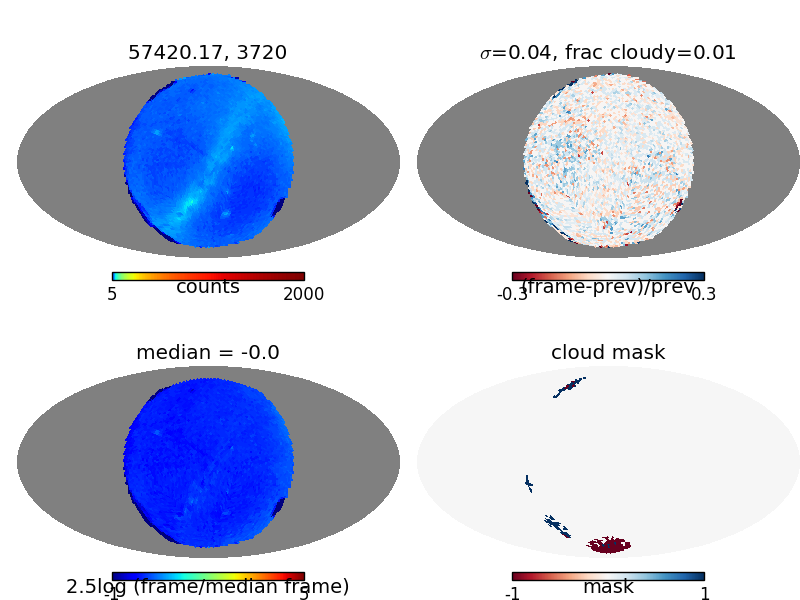 57420.17, 3720
σ=0.04, frac cloudy=0.01
counts
5 2000
(frame-prev)/prev
-0.3 0.3
median = -0.0
cloud mask
2.5log (frame/median frame)
-1 5
mask
-1 1